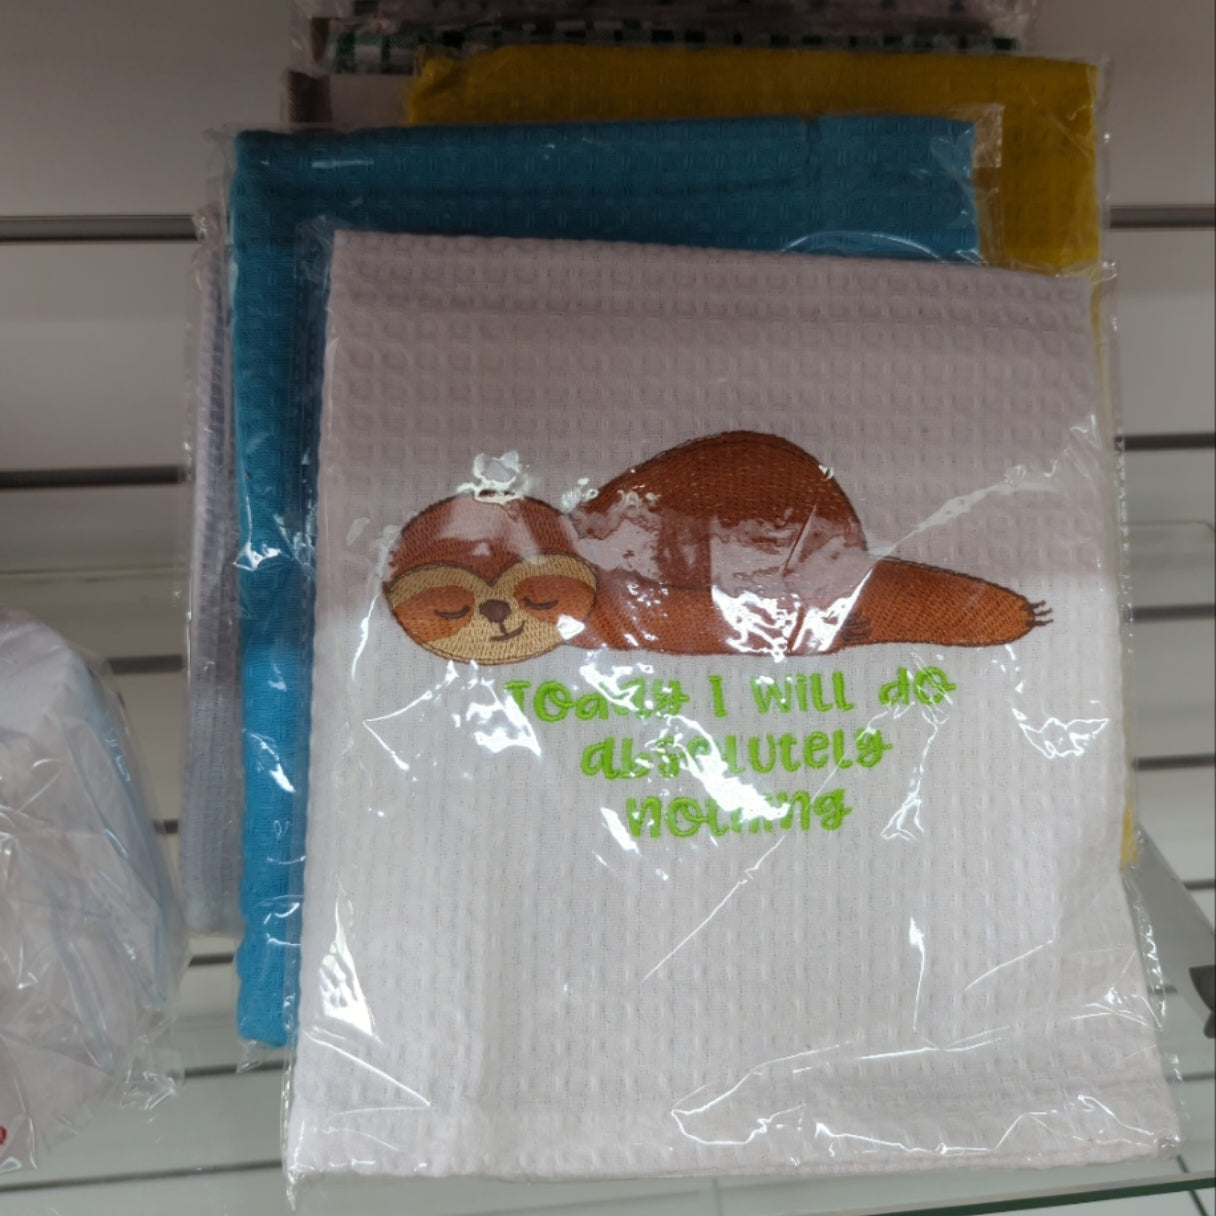 Today I will do
absolutely
nothing